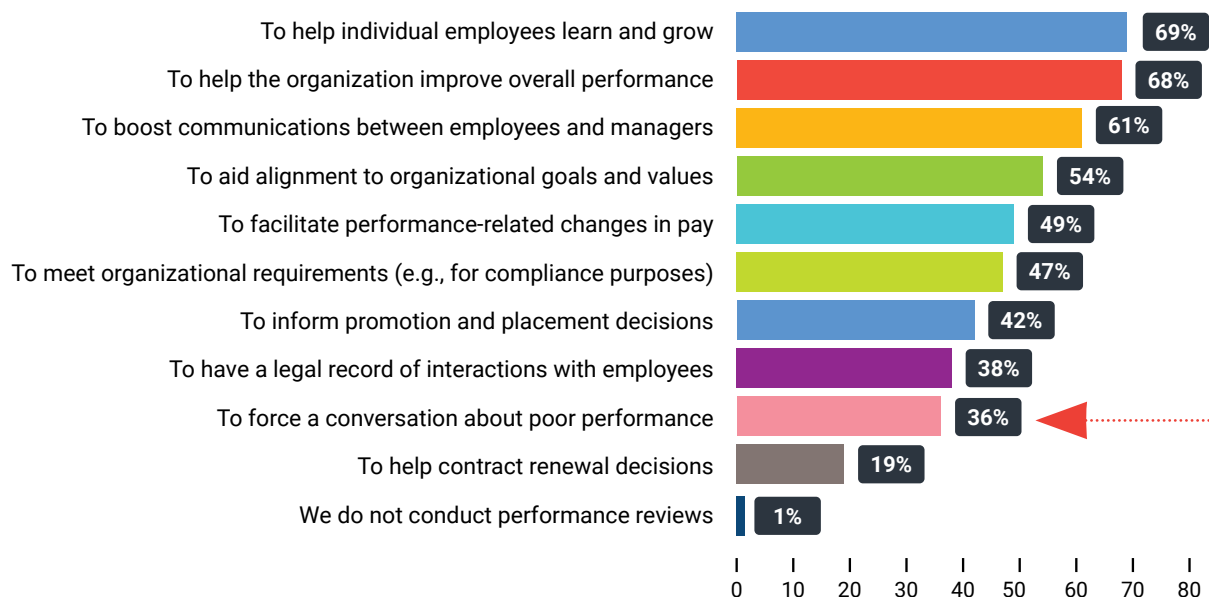 To help individual employees learn and grow 69%
To help the organization improve overall performance 68%
To boost communications between employees and managers 61%
To aid alignment to organizational goals and values 54%
To facilitate performance-related changes in pay 49%
To meet organizational requirements (e.g., for compliance purposes) 47%
To inform promotion and placement decisions 42%
To have a legal record of interactions with employees 38%
To force a conversation about poor performance 36%
To help contract renewal decisions 19%
We do not conduct performance reviews 1%
0 10 20 30 40 50 60 70 80